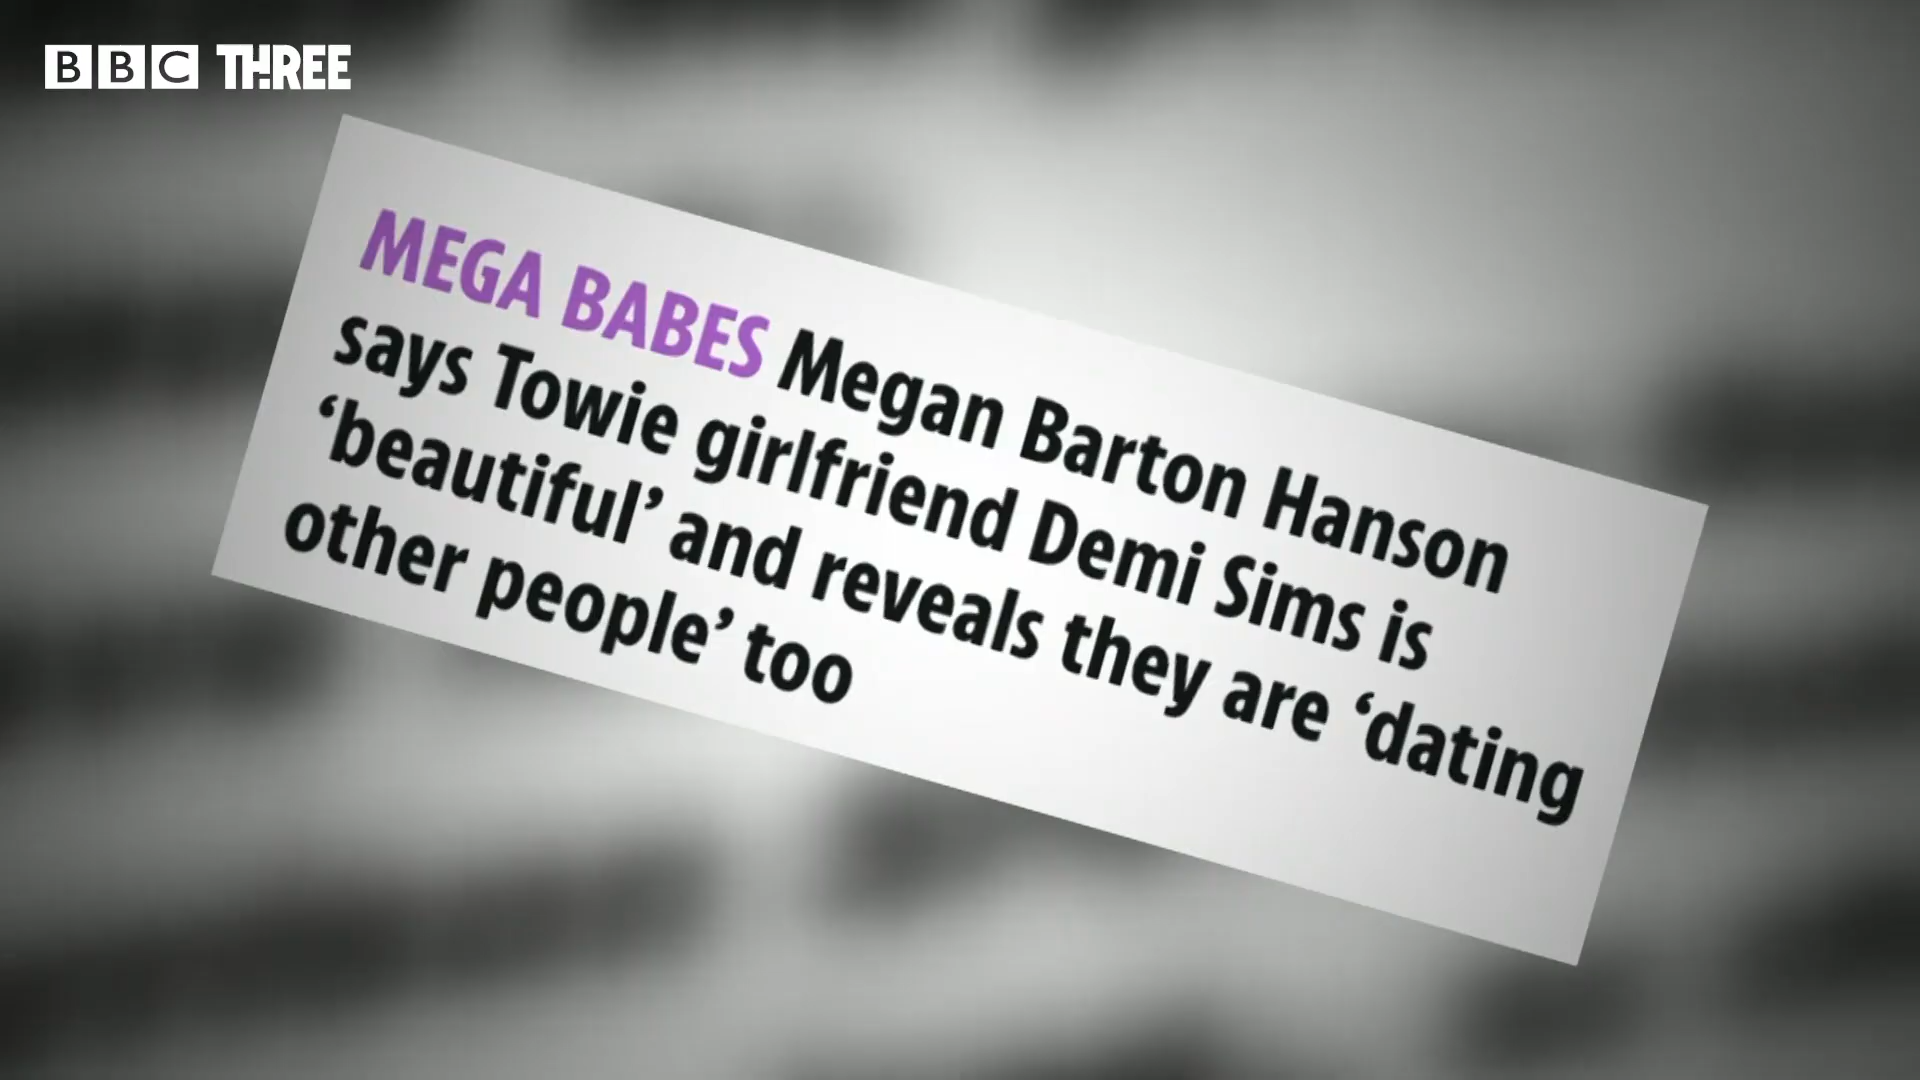 BBC THREE
MEGA BABES Megan Barton Hanson
says Towie girlfriend Demi Sims is
‘beautiful’ and reveals they are ‘dating
other people’ too